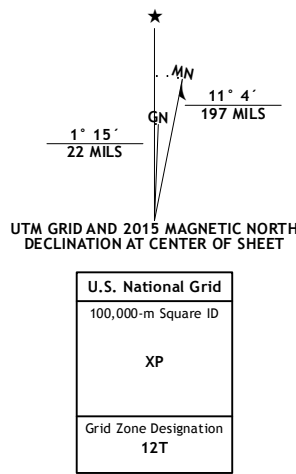 ★
MN
GN
11° 4´
197 MILS
1° 15´
22 MILS
UTM GRID AND 2015 MAGNETIC NORTH
DECLINATION AT CENTER OF SHEET
U.S. National Grid
100,000-m Square ID
XP
Grid Zone Designation
12T